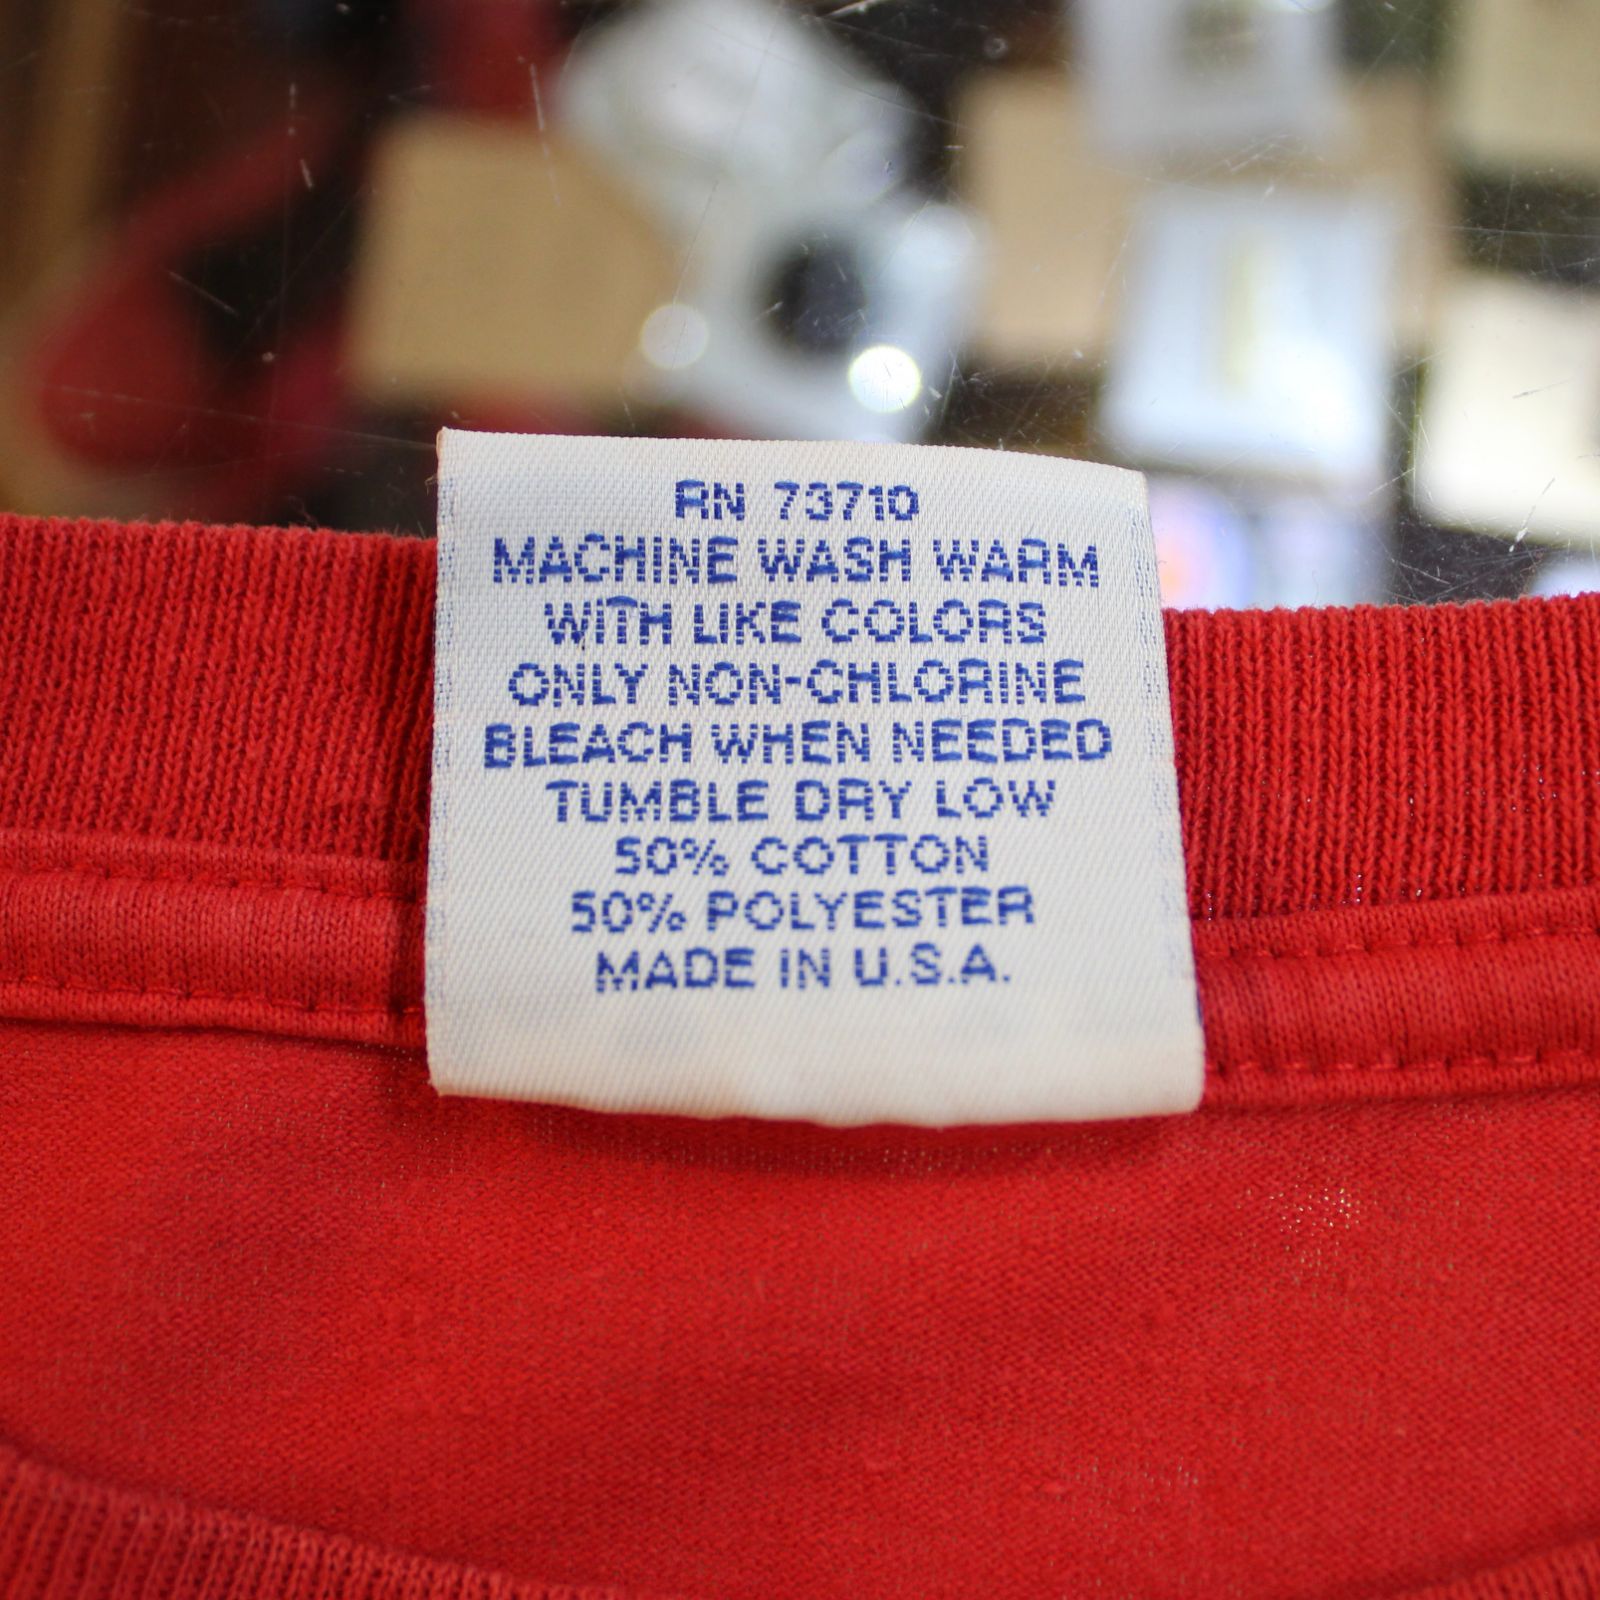 RN 73710
MACHINE WASH WARM
WITH LIKE COLORS
ONLY NON-CHLORINE
BLEACH WHEN NEEDED
TUMBLE DRY LOW
50% COTTON
50% POLYESTER
MADE IN U.S.A.